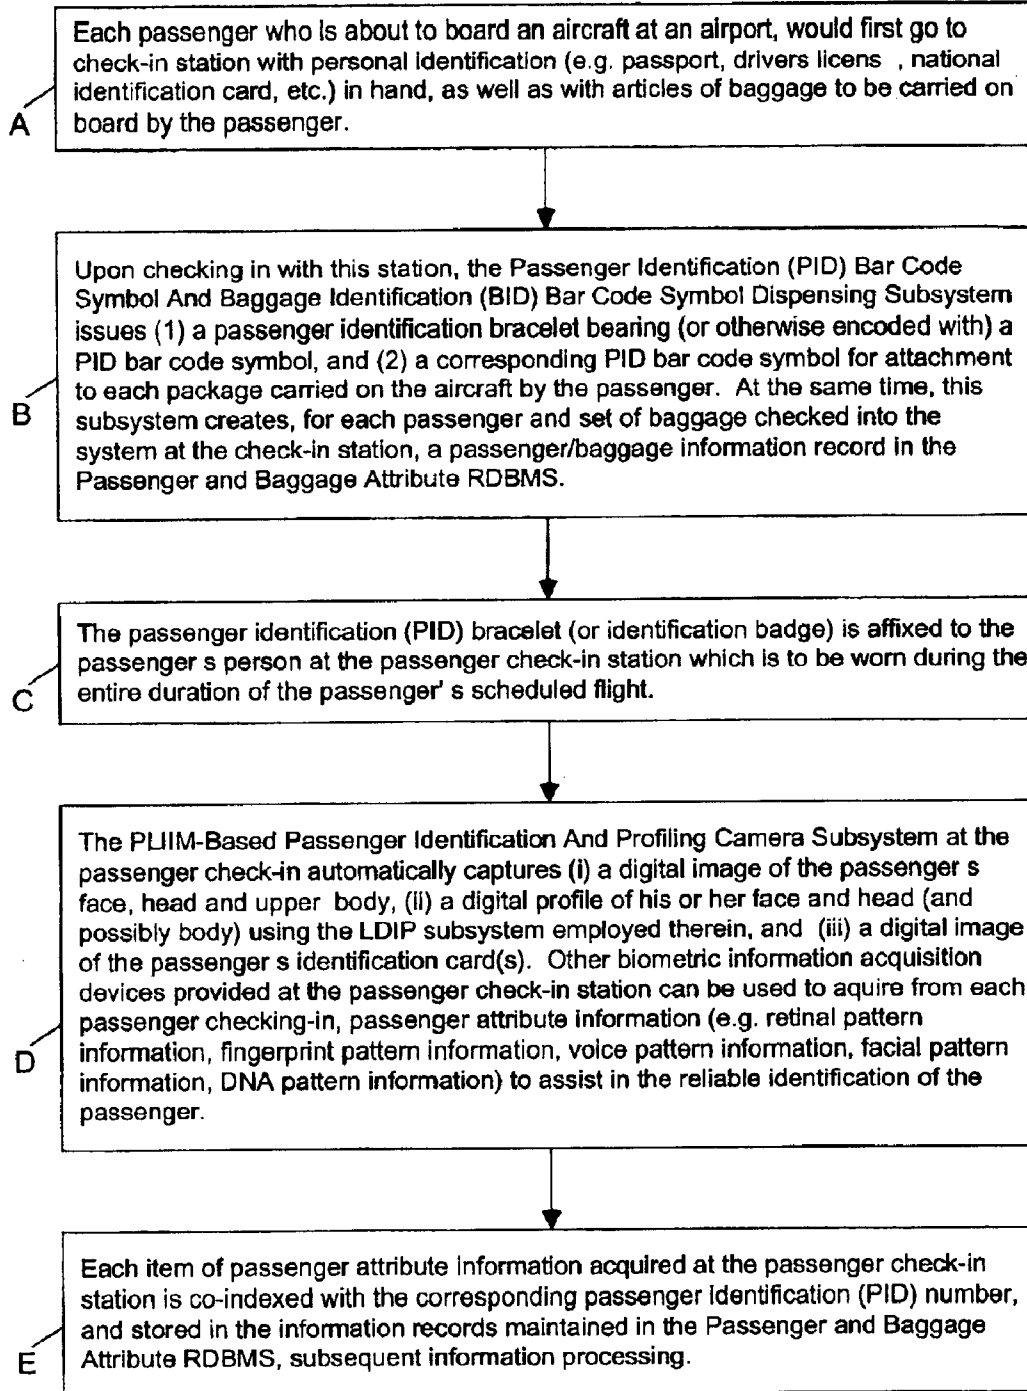 Each passenger who is about to board an aircraft at an airport, would first go to
check-in station with personal identification (e.g. passport, drivers licens , national
identification card, etc.) in hand, as well as with articles of baggage to be carried on
board by the passenger.
A
Upon checking in with this station, the Passenger Identification (PID) Bar Code
Symbol And Baggage Identification (BID) Bar Code Symbol Dispensing Subsystem
issues (1) a passenger identification bracelet bearing (or otherwise encoded with) a
PID bar code symbol, and (2) a corresponding PID bar code symbol for attachment
to each package carried on the aircraft by the passenger. At the same time, this
subsystem creates, for each passenger and set of baggage checked into the
system at the check-in station, a passenger/baggage information record in the
Passenger and Baggage Attribute RDBMS.
B
The passenger identification (PID) bracelet (or identification badge) is affixed to the
passenger s person at the passenger check-in station which is to be worn during the
entire duration of the passenger' s scheduled flight.
C
The PLIIM-Based Passenger Identification And Profiling Camera Subsystem at the
passenger check-in automatically captures (i) a digital image of the passenger s
face, head and upper body, (ii) a digital profile of his or her face and head (and
possibly body) using the LDIP subsystem employed therein, and (iii) a digital image
of the passenger s identification card(s). Other biometric information acquisition
devices provided at the passenger check-in station can be used to aquire from each
passenger checking-in, passenger attribute information (e.g. retinal pattern
information, fingerprint pattern information, voice pattern information, facial pattern
information, DNA pattern information) to assist in the reliable identification of the
passenger.
D
Each item of passenger attribute information acquired at the passenger check-in
station is co-indexed with the corresponding passenger identification (PID) number,
and stored in the information records maintained in the Passenger and Baggage
Attribute RDBMS, subsequent information processing.
E